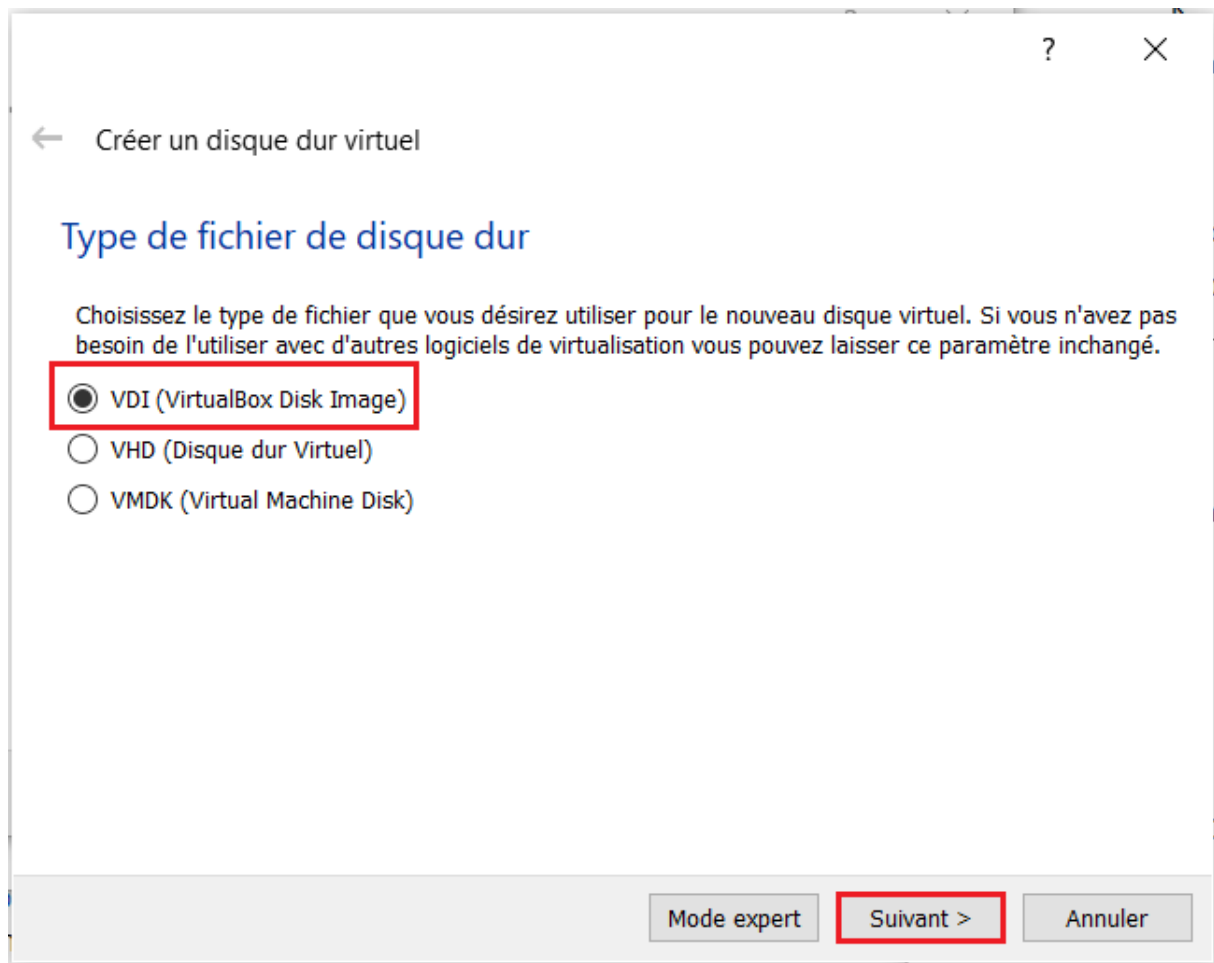 ?
Créer un disque dur virtuel
Type de fichier de disque dur
Choisissez le type de fichier que vous désirez utiliser pour le nouveau disque virtuel. Si vous n'avez pas
besoin de l'utiliser avec d'autres logiciels de virtualisation vous pouvez laisser ce paramètre inchangé.
VDI (VirtualBox Disk Image)
VHD (Disque dur Virtuel)
VMDK (Virtual Machine Disk)
Mode expert Suivant > Annuler